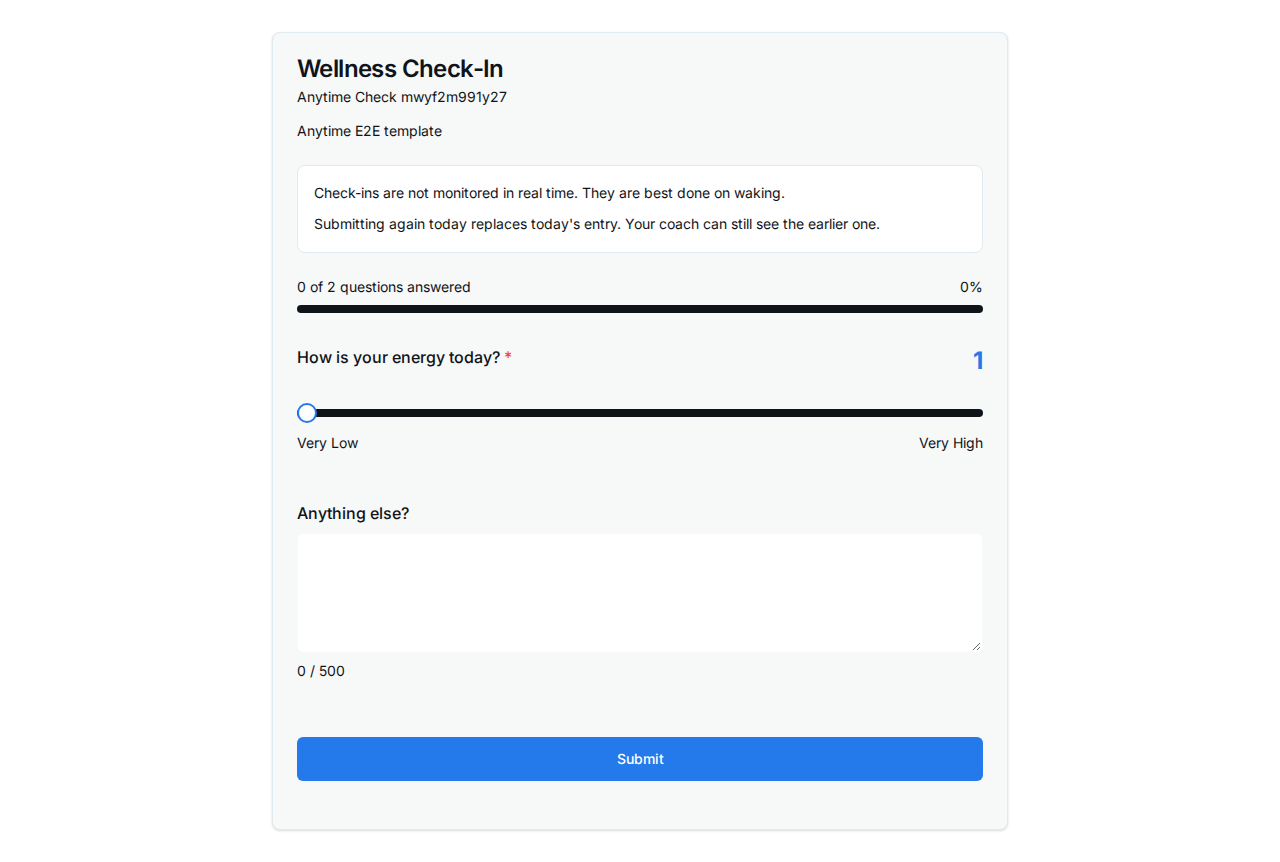 Wellness Check-In
Anytime Check mwyf2m991y27
Anytime E2E template
Check-ins are not monitored in real time. They are best done on waking.
Submitting again today replaces today's entry. Your coach can still see the earlier one.
0 of 2 questions answered 0%
How is your energy today? * 1
Very Low Very High
Anything else?
0 / 500
Submit